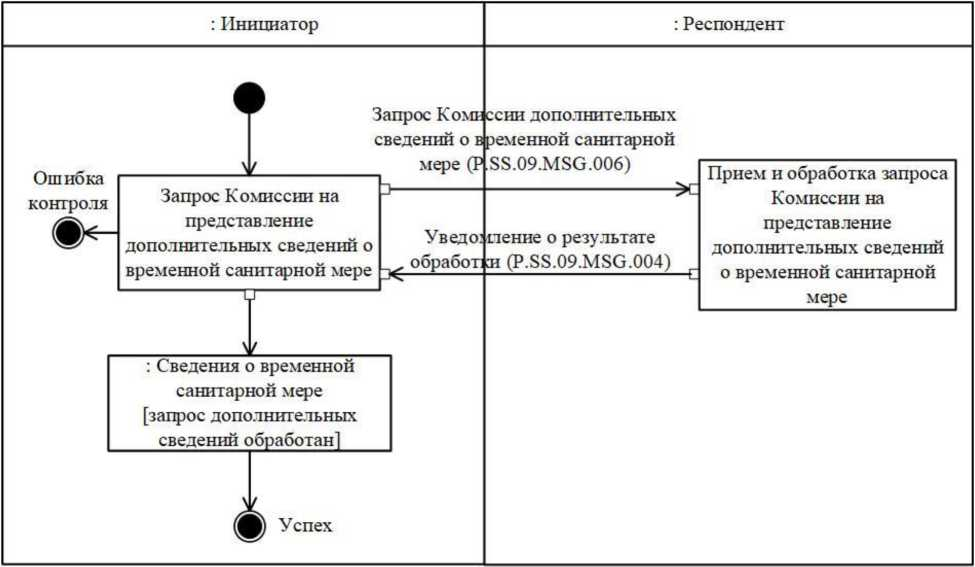 : Инициатор
: Респондент
Запрос Комиссии дополнительных
сведений о временной санитарной
мере (P.SS.09.MSG.006)
Ошибка
контроля
Запрос Комиссии на
представление
дополнительных сведений о
временной санитарной мере
Прием и обработка запроса
Комиссии на
представление
дополнительных сведений
о временной санитарной
мере
Уведомление о результате
обработки (P.SS.09.MSG.004)
: Сведения о временной
санитарной мере
[запрос дополнительных
сведений обработан]
Успех